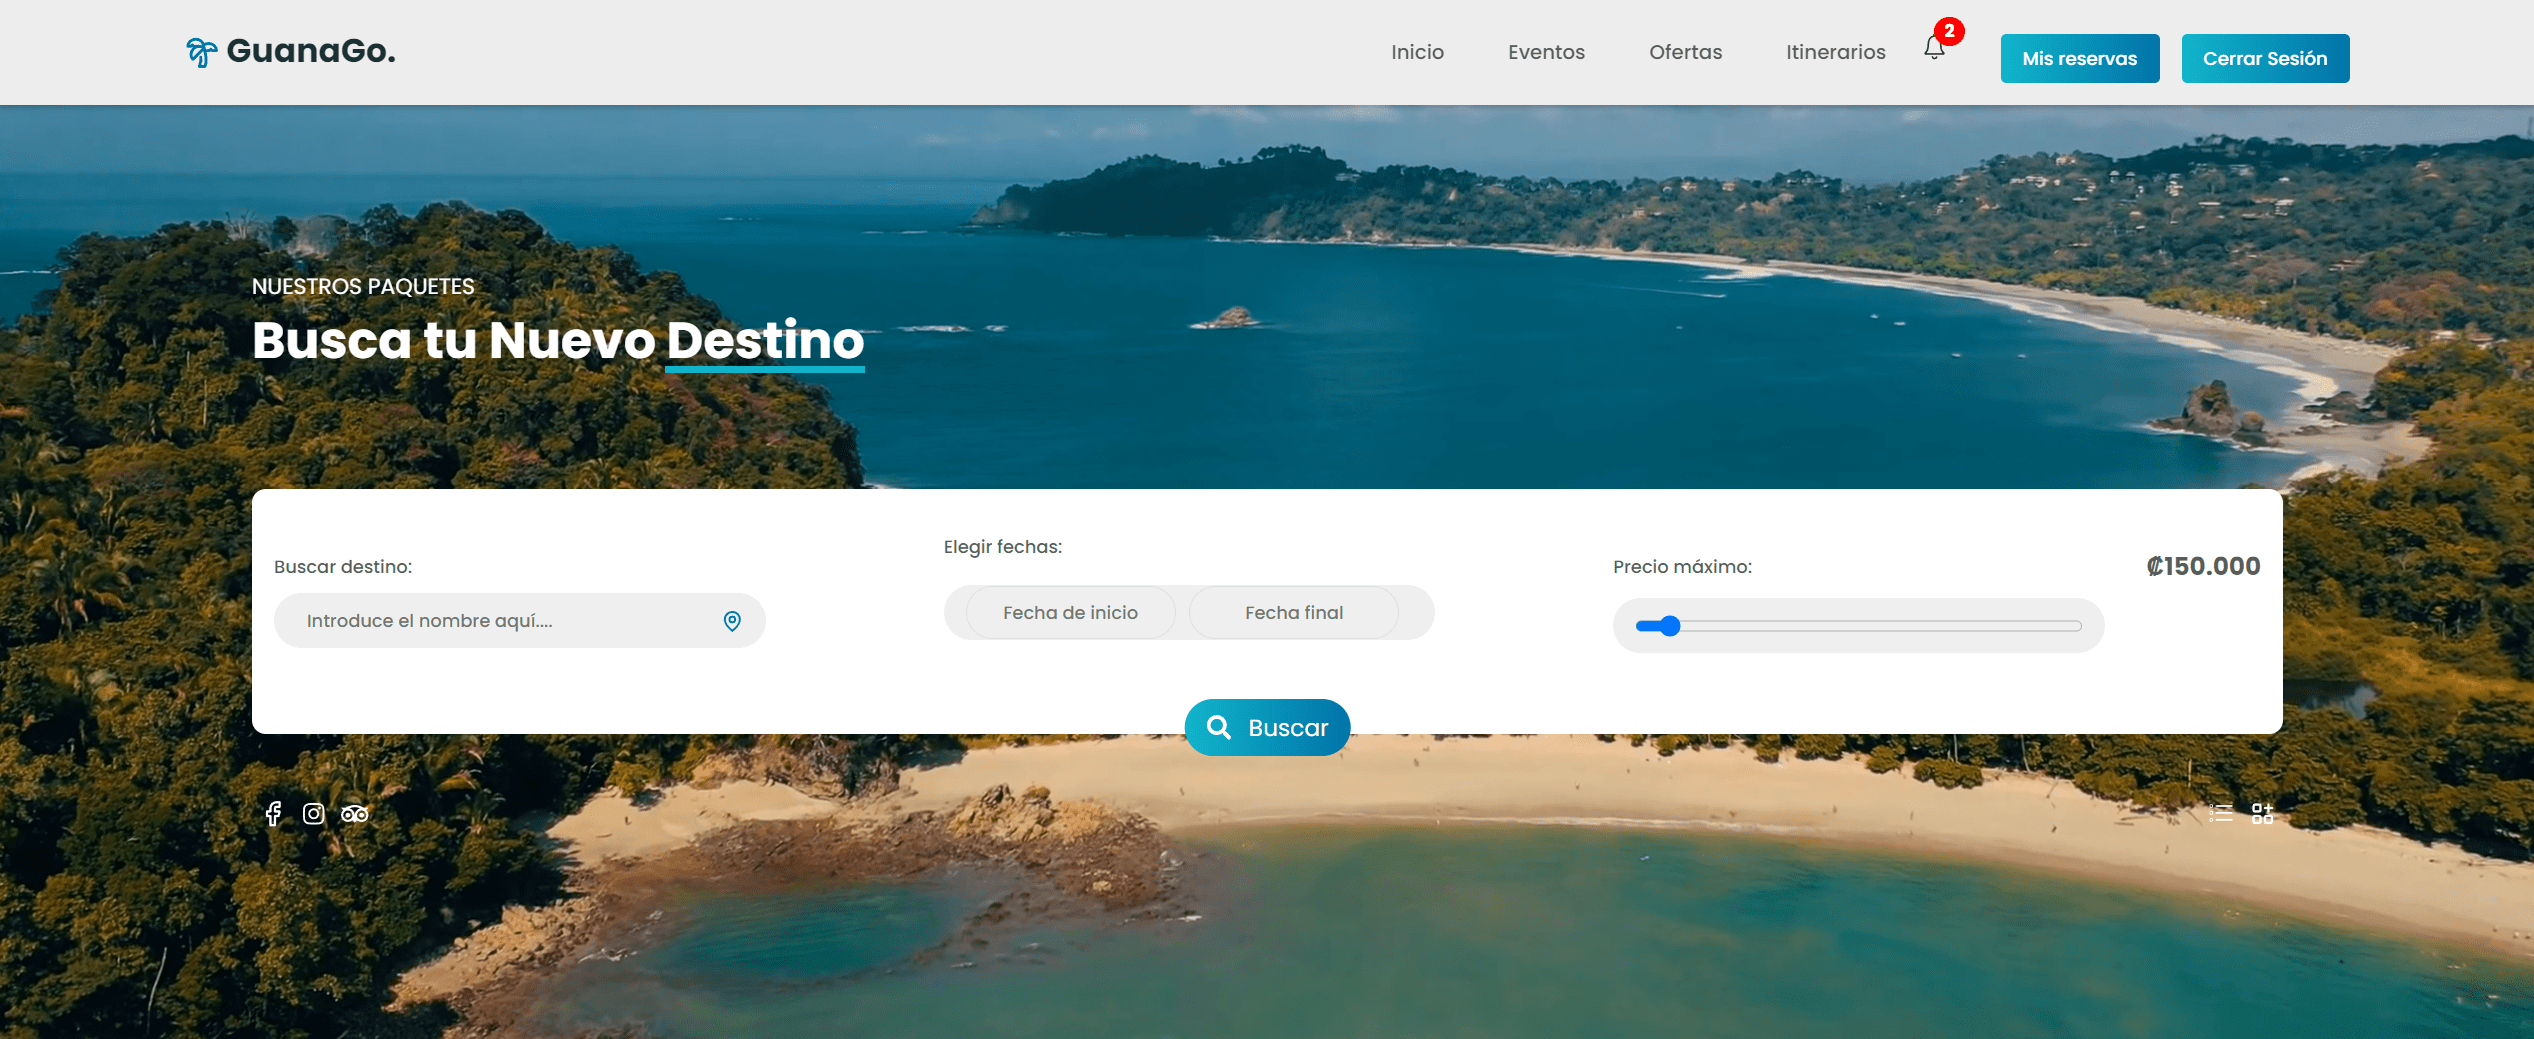 GuanaGo.
Inicio
Eventos
Ofertas
Itinerarios
2
Mis reservas
Cerrar Sesión
NUESTROS PAQUETES
Busca tu Nuevo Destino
Buscar destino:
Introduce el nombre aquí....
Elegir fechas:
Fecha de inicio
Fecha final
Precio máximo:
₡150.000
Buscar